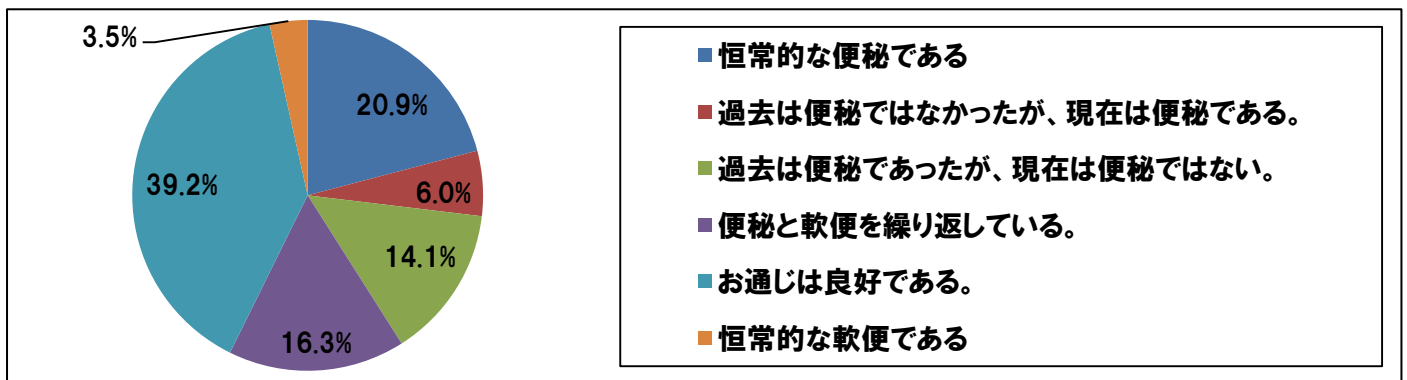 3.5%
20.9%
6.0%
14.1%
16.3%
39.2%
恒常的な便秘である
過去は便秘ではなかったが、現在は便秘である。
過去は便秘であったが、現在は便秘ではない。
便秘と軟便を繰り返している。
お通じは良好である。
恒常的な軟便である